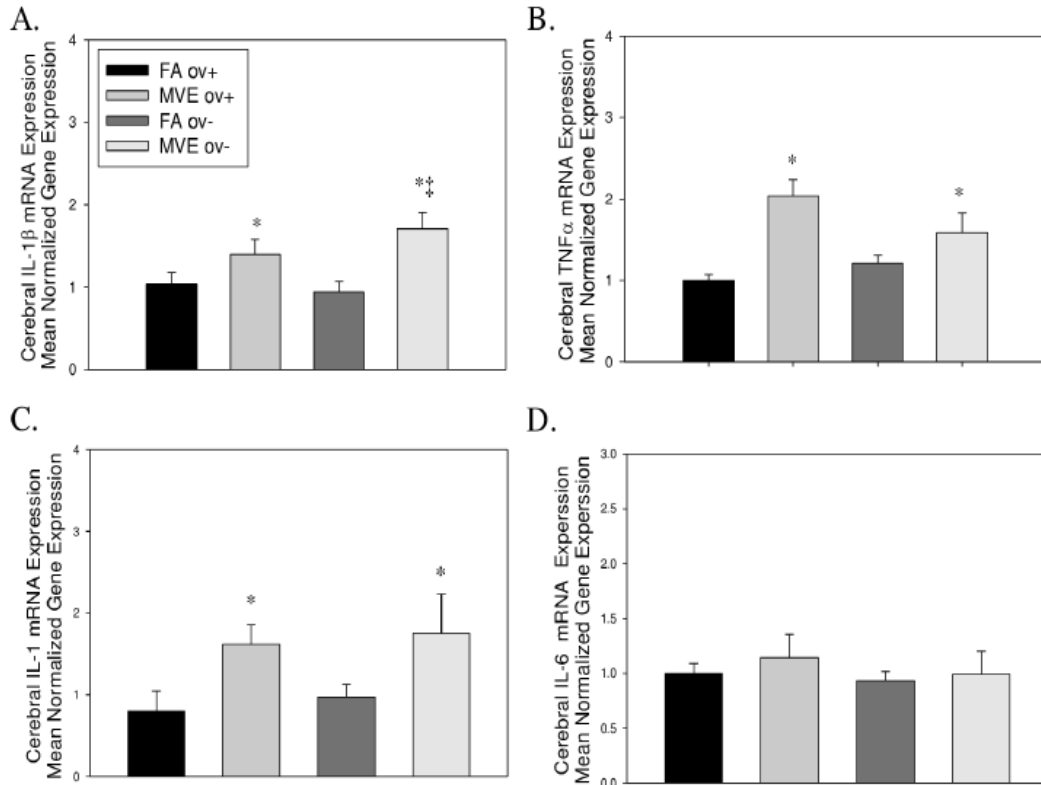 A.
Cerebral IL-1β mRNA Expression
Mean Normalized Gene Expression
4
3
2
1
0
FA ov+
MVE ov+
FA ov-
MVE ov-
*
*‡
B.
Cerebral TNFα mRNA Expression
Mean Normalized Gene Expression
4
3
2
1
0
*
*
C.
Cerebral IL-1 mRNA Expression
Mean Normalized Gene Expression
4
3
2
1
0
*
*
D.
Cerebral IL-6 mRNA Experssion
Mean Normalized Gene Experssion
3.0
2.5
2.0
1.5
1.0
0.5
0.0